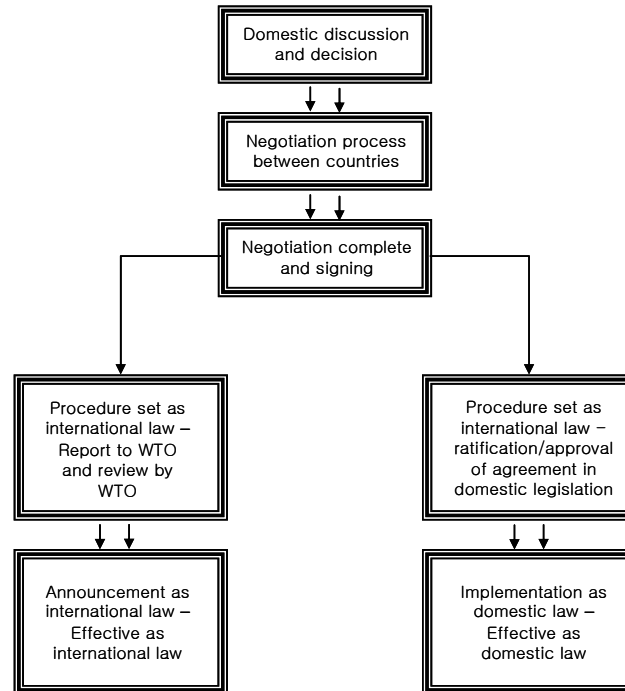 Domestic discussion
and decision
Negotiation process
between countries
Negotiation complete
and signing
Procedure set as
international law –
Report to WTO
and review by
WTO
Procedure set as
international law –
ratification/approval
of agreement in
domestic legislation
Announcement as
international law –
Effective as
international law
Implementation as
domestic law –
Effective as
domestic law